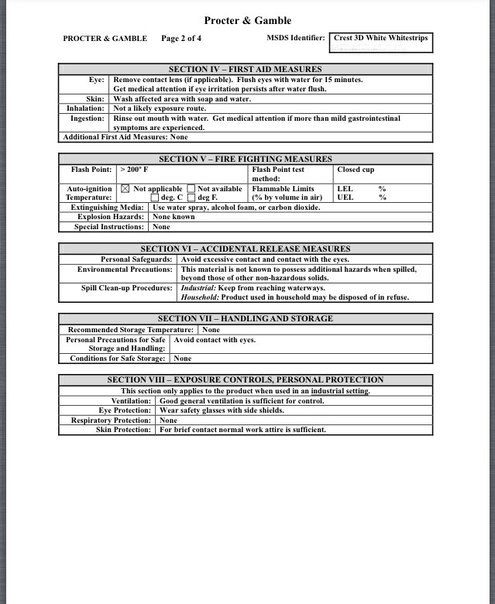 Procter & Gamble
PROCTER & GAMBLE Page 2 of 4 MSDS Identifier: Crest 3D White Whitestrips
SECTION IV – FIRST AID MEASURES
Eye: Remove contact lens (if applicable). Flush eyes with water for 15 minutes.
Get medical attention if eye irritation persists after water flush.
Skin: Wash affected area with soap and water.
Inhalation: Not a likely exposure route.
Ingestion: Rinse out mouth with water. Get medical attention if more than mild gastrointestinal
symptoms are experienced.
Additional First Aid Measures: None
SECTION V – FIRE FIGHTING MEASURES
Flash Point: > 200° F Flash Point test Closed cup
method:
Auto-ignition ☒ Not applicable ☐ Not available Flammable Limits LEL %
Temperature: ☐ deg. C ☐ deg F. (% by volume in air) UEL %
Extinguishing Media: Use water spray, alcohol foam, or carbon dioxide.
Explosion Hazards: None known
Special Instructions: None
SECTION VI – ACCIDENTAL RELEASE MEASURES
Personal Safeguards: Avoid excessive contact and contact with the eyes.
Environmental Precautions: This material is not known to possess additional hazards when spilled,
beyond those of other non-hazardous solids.
Spill Clean-up Procedures: Industrial: Keep from reaching waterways.
Household: Product used in household may be disposed of in refuse.
SECTION VII – HANDLING AND STORAGE
Recommended Storage Temperature: None
Personal Precautions for Safe Avoid contact with eyes.
Storage and Handling:
Conditions for Safe Storage: None
SECTION VIII – EXPOSURE CONTROLS, PERSONAL PROTECTION
This section only applies to the product when used in an industrial setting.
Ventilation: Good general ventilation is sufficient for control.
Eye Protection: Wear safety glasses with side shields.
Respiratory Protection: None
Skin Protection: For brief contact normal work attire is sufficient.